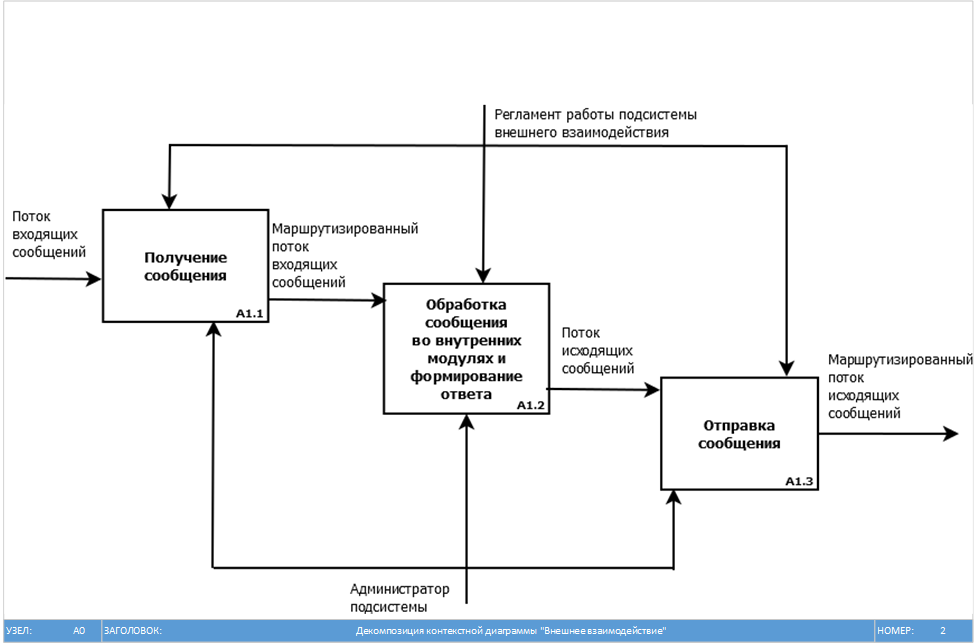 Регламент работы подсистемы
внешнего взаимодействия
Поток
входящих
сообщений
Получение
сообщения
A1.1
Маршрутизированный
поток
входящих
сообщений
Обработка
сообщения
во внутренних
модулях и
формирование
ответа
A1.2
Поток
исходящих
сообщений
Отправка
сообщения
A1.3
Маршрутизированный
поток
исходящих
сообщений
Администратор
подсистемы
УЗЕЛ: A0 ЗАГОЛОВОК: Декомпозиция контекстной диаграммы "Внешнее взаимодействие" НОМЕР: 2